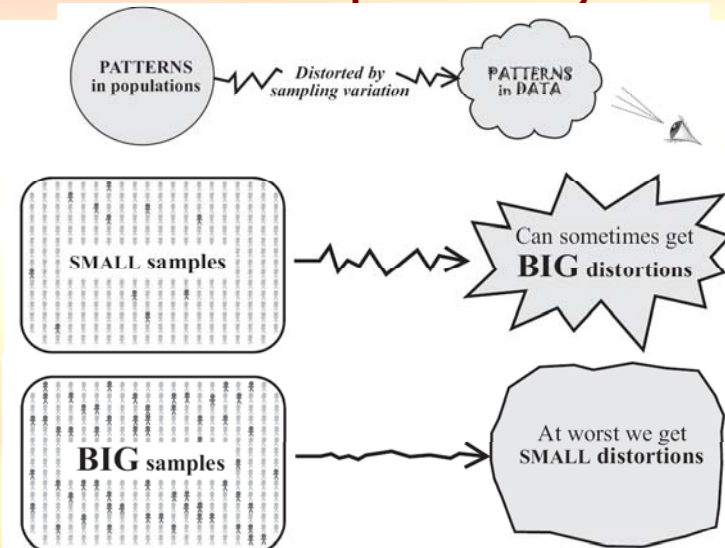 PATTERNS
in populations
Distorted by
sampling variation
PATTERNS
in DATA
SMALL samples
Can sometimes get
BIG distortions
BIG samples
At worst we get
SMALL distortions